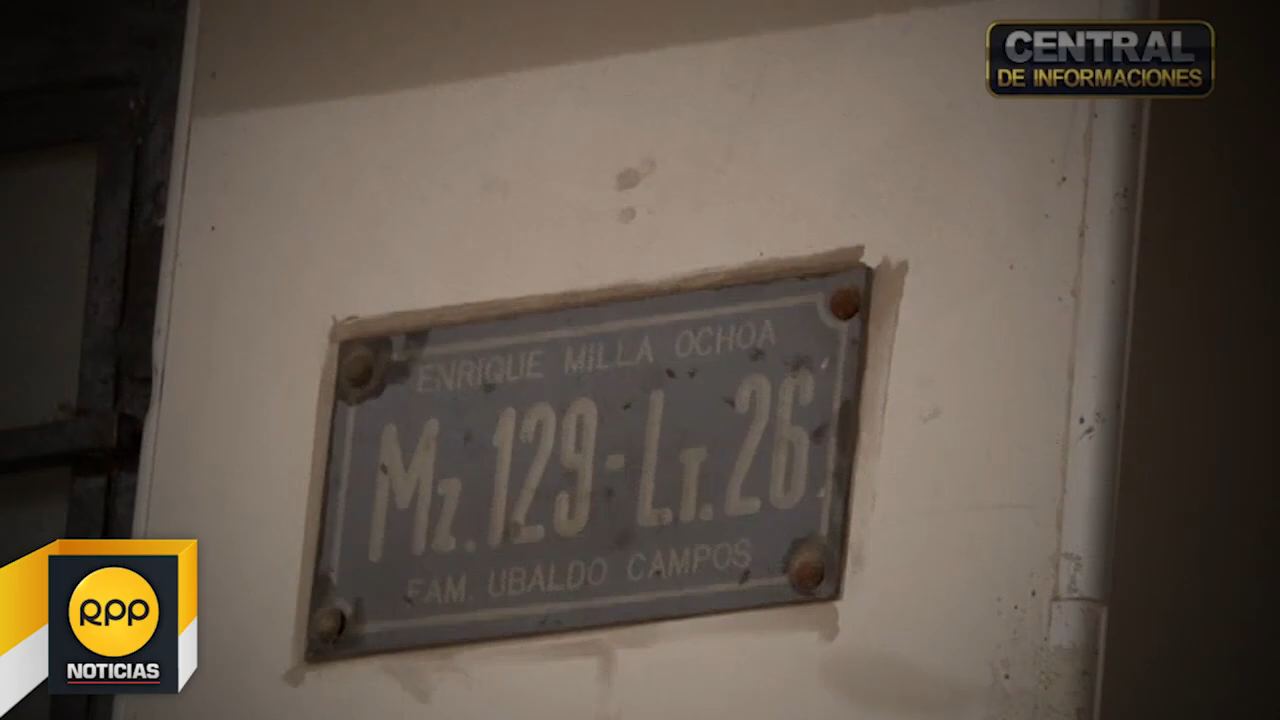 CENTRAL
DE INFORMACIONES
ENRIQUE MILLA OCHOA
Mz. 129-LT. 26
FAM. UBALDO CAMPOS
RPP
NOTICIAS